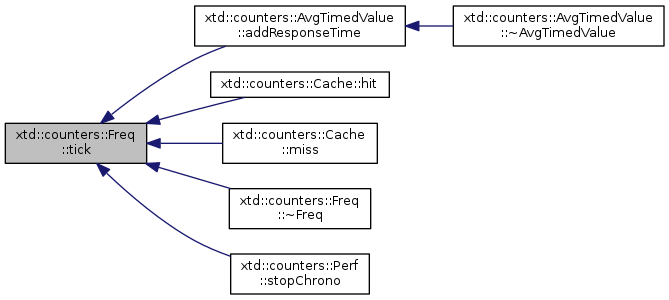 xtd::counters::AvgTimedValue
::addResponseTime
xtd::counters::AvgTimedValue
::~AvgTimedValue
xtd::counters::Cache::hit
xtd::counters::Freq
::tick
xtd::counters::Cache
::miss
xtd::counters::Freq
::~Freq
xtd::counters::Perf
::stopChrono